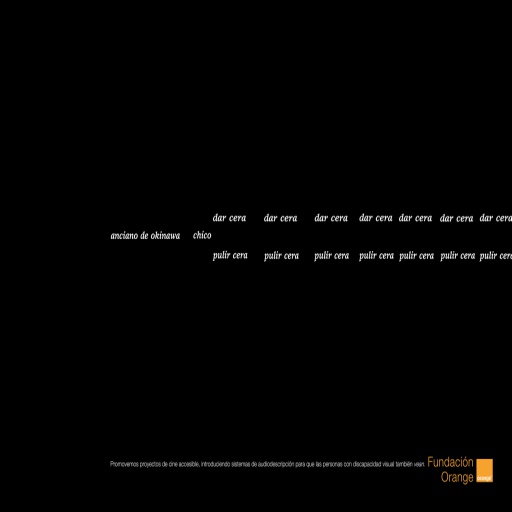 dar cera dar cera dar cera dar cera dar cera dar cera dar cera
anciano de okinawa chico
pulir cera pulir cera pulir cera pulir cera pulir cera pulir cera pulir cera
Promovemos proyectos de cine accesible, introduciendo sistemas de audiodescripción para que las personas con discapacidad visual también vean.
Fundación
Orange